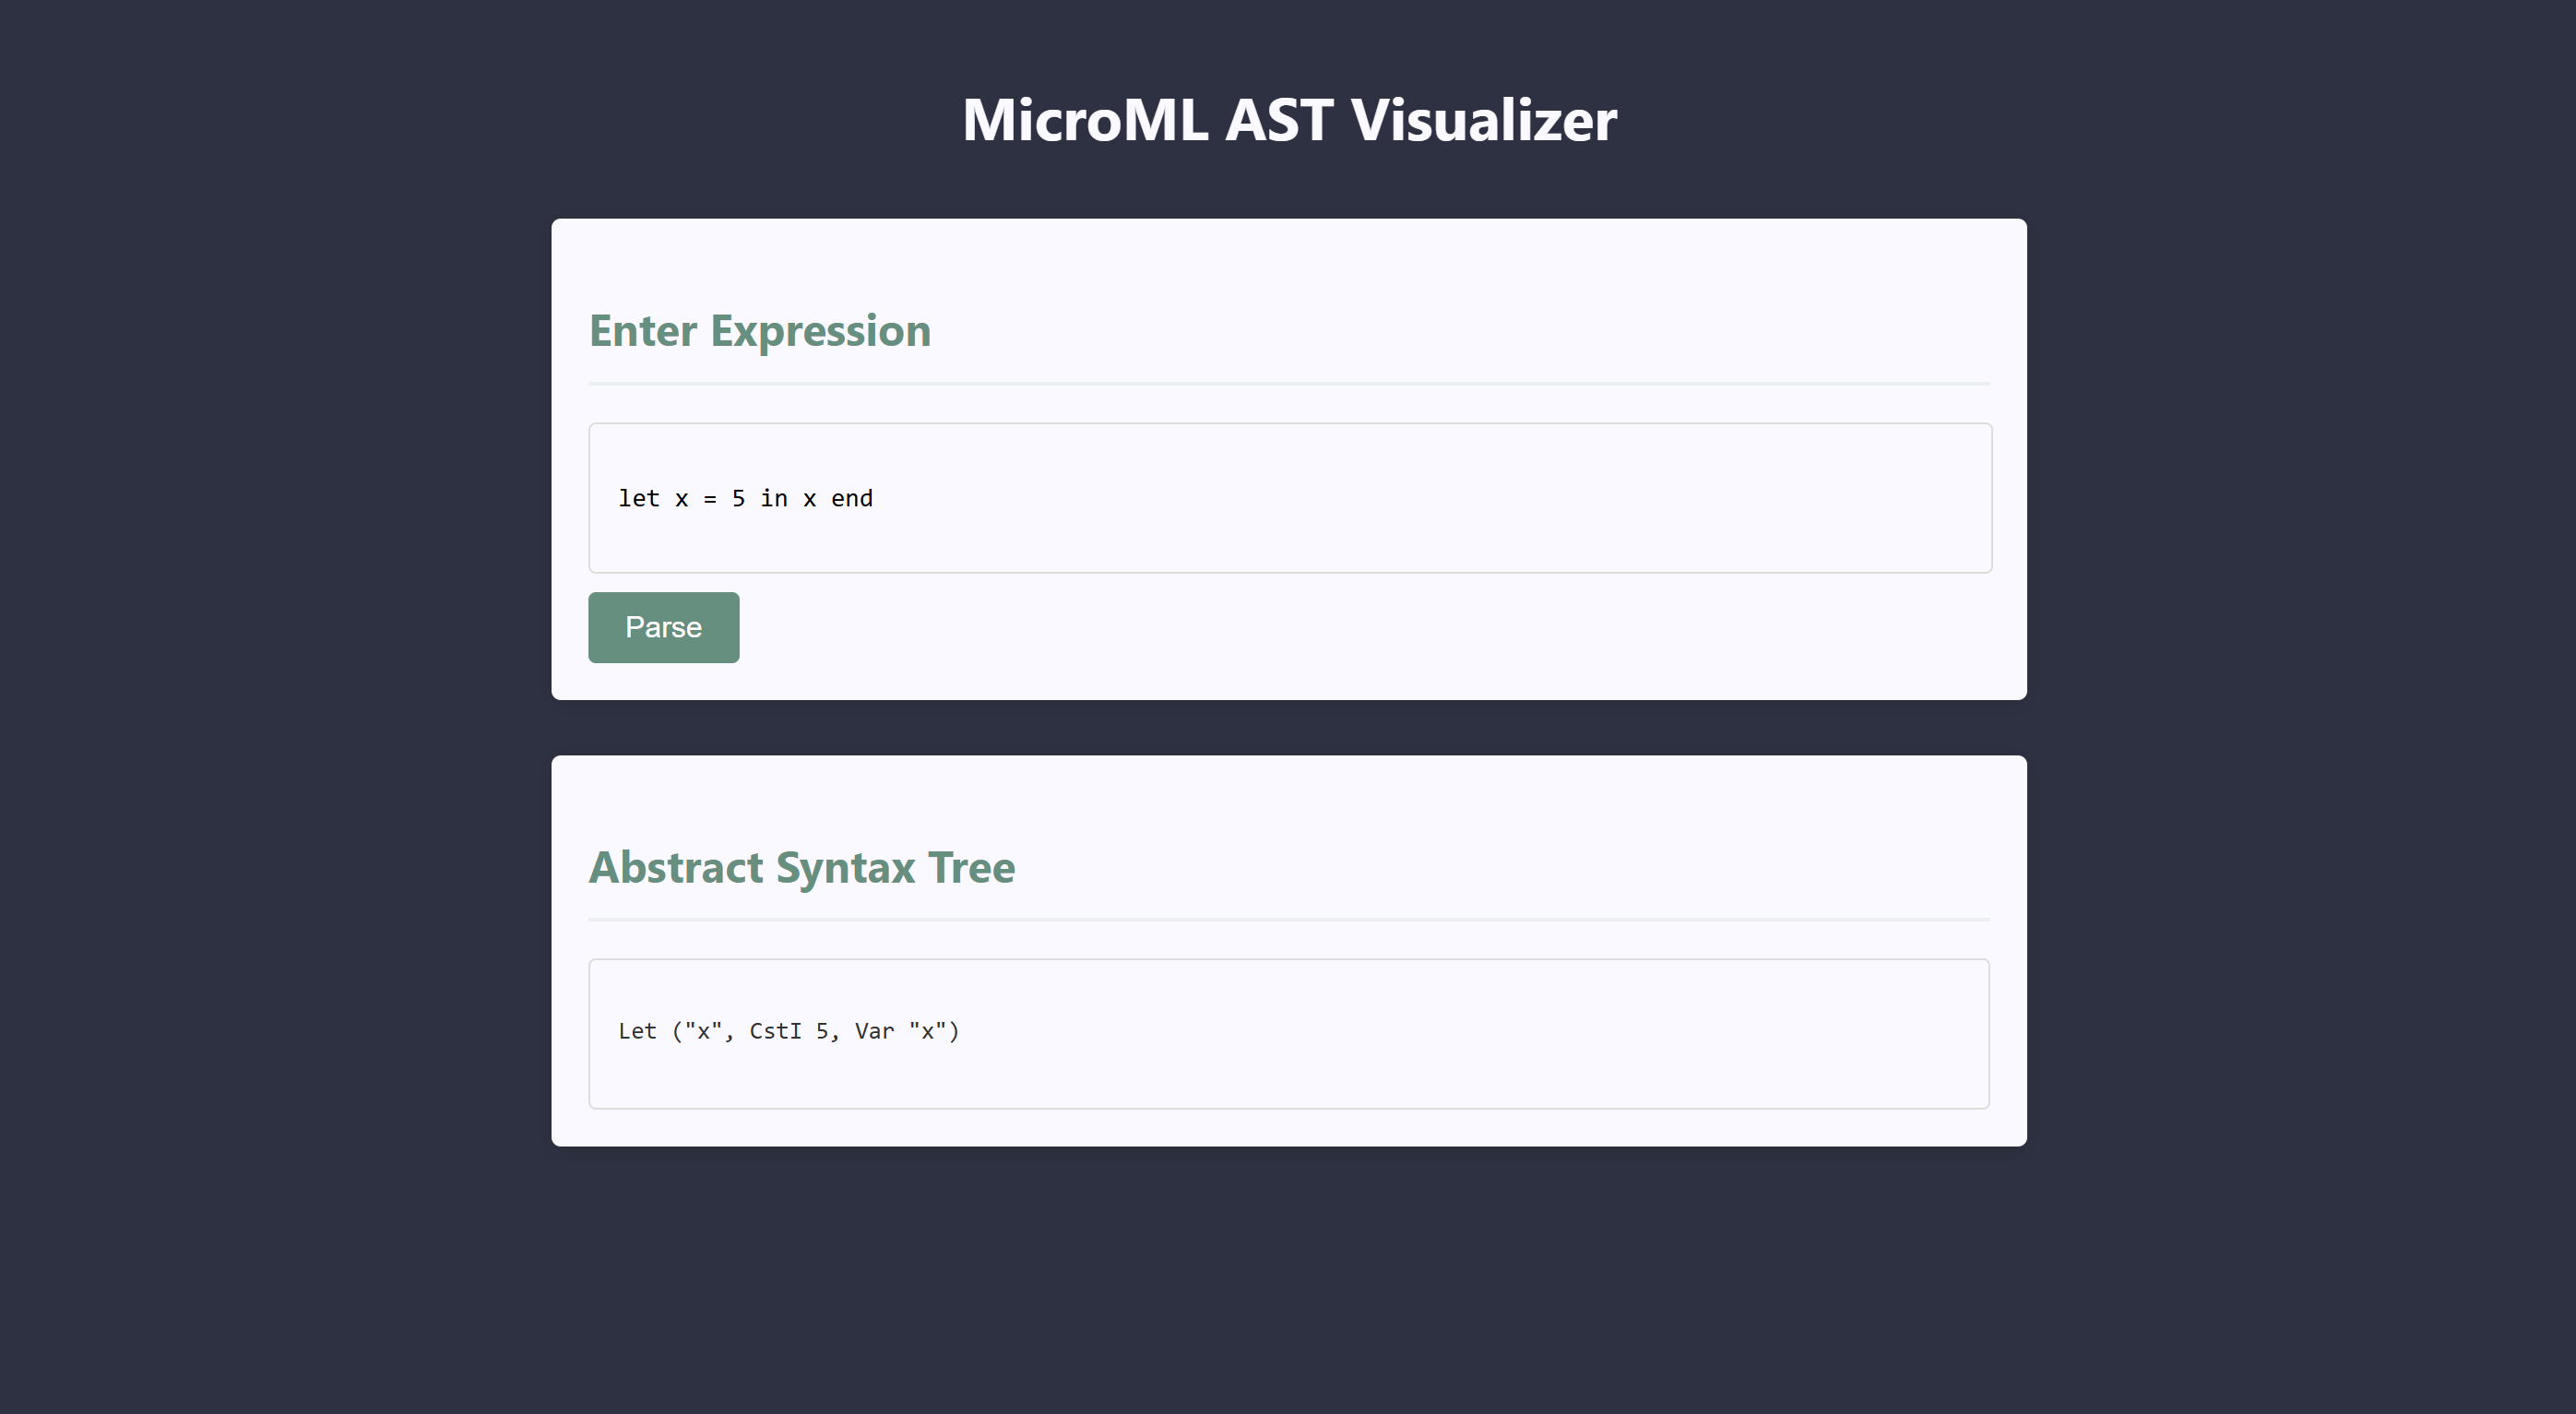 MicroML AST Visualizer
Enter Expression
let x = 5 in x end
Parse
Abstract Syntax Tree
Let ("x", CstI 5, Var "x")